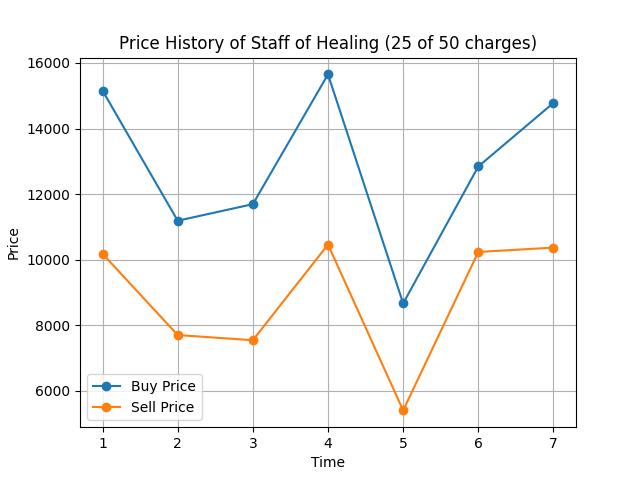 Price History of Staff of Healing (25 of 50 charges)
16000
14000
12000
10000
8000
6000
Price
Buy Price
Sell Price
1 2 3 4 5 6 7
Time